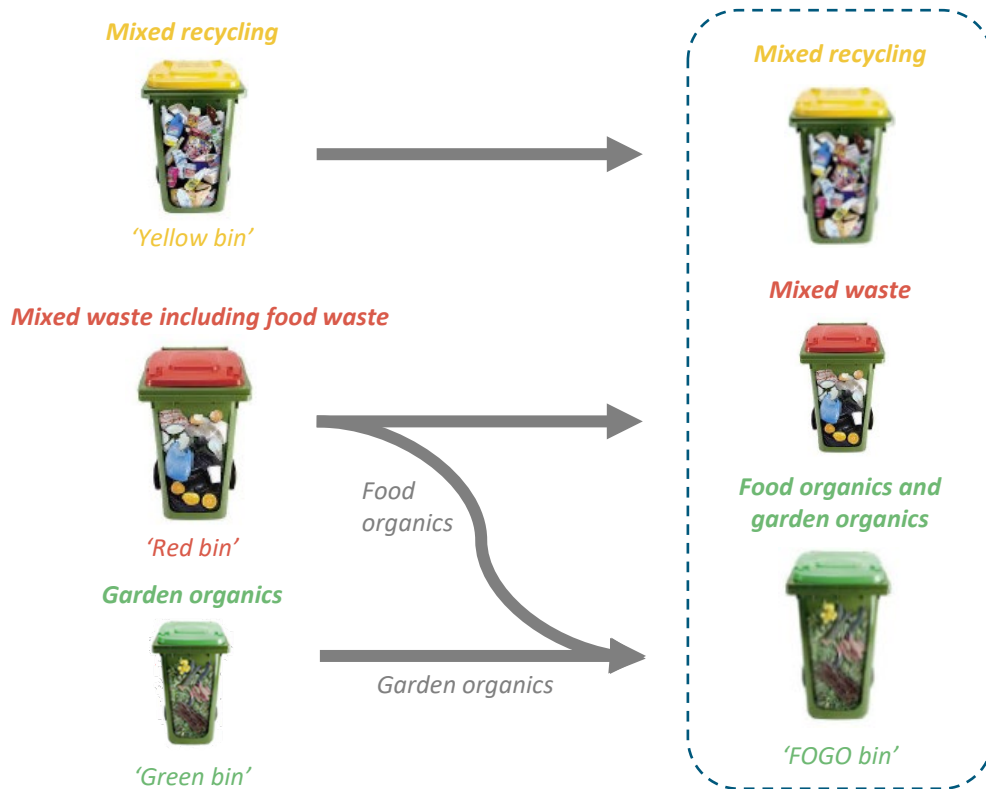 Mixed recycling
‘Yellow bin’
Mixed waste including food waste
‘Red bin’
Garden organics
‘Green bin’
Food
organics
Garden organics
Mixed recycling
Mixed waste
Food organics and
garden organics
‘FOGO bin’